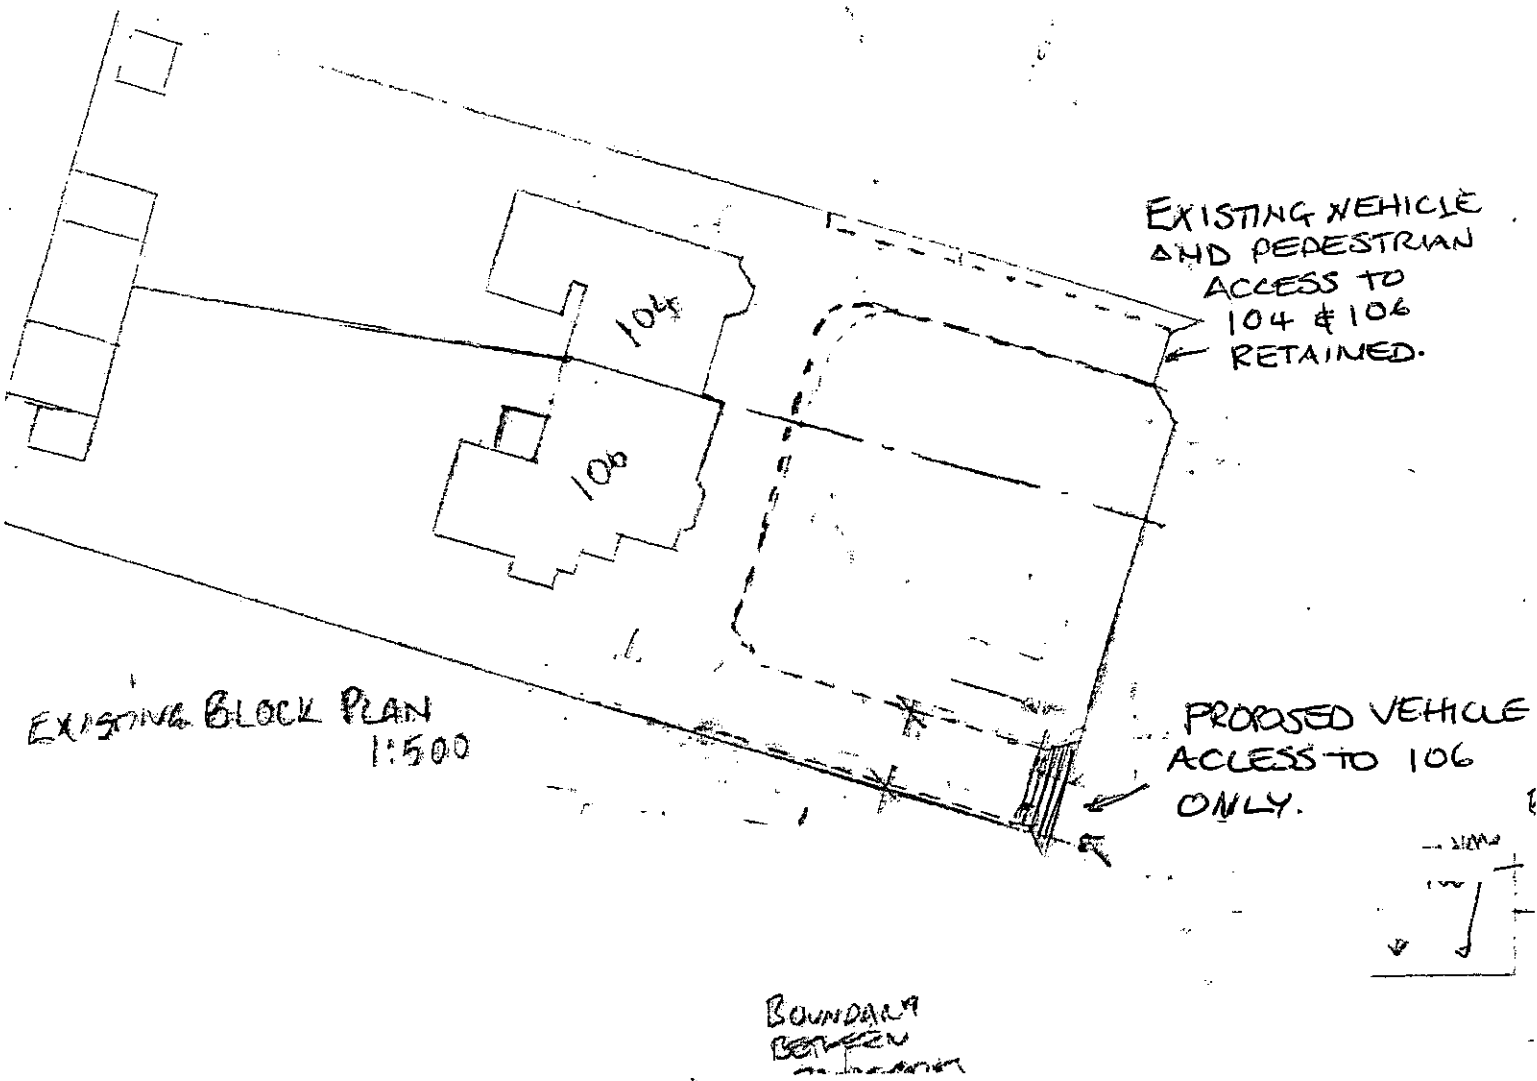 EXISTING VEHICLE
AND PEDESTRIAN
ACCESS TO
104 & 106
RETAINED.
104
106
EXISTING BLOCK PLAN
1:500
PROPOSED VEHICLE
ACCESS TO 106
ONLY.
BOUNDARY
BETWEEN